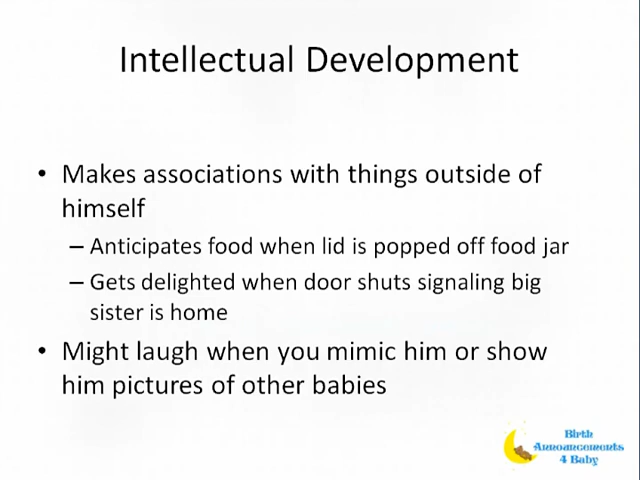 Intellectual Development
• Makes associations with things outside of
himself
– Anticipates food when lid is popped off food jar
– Gets delighted when door shuts signaling big
sister is home
• Might laugh when you mimic him or show
him pictures of other babies
Birth
Announcements
4 Baby